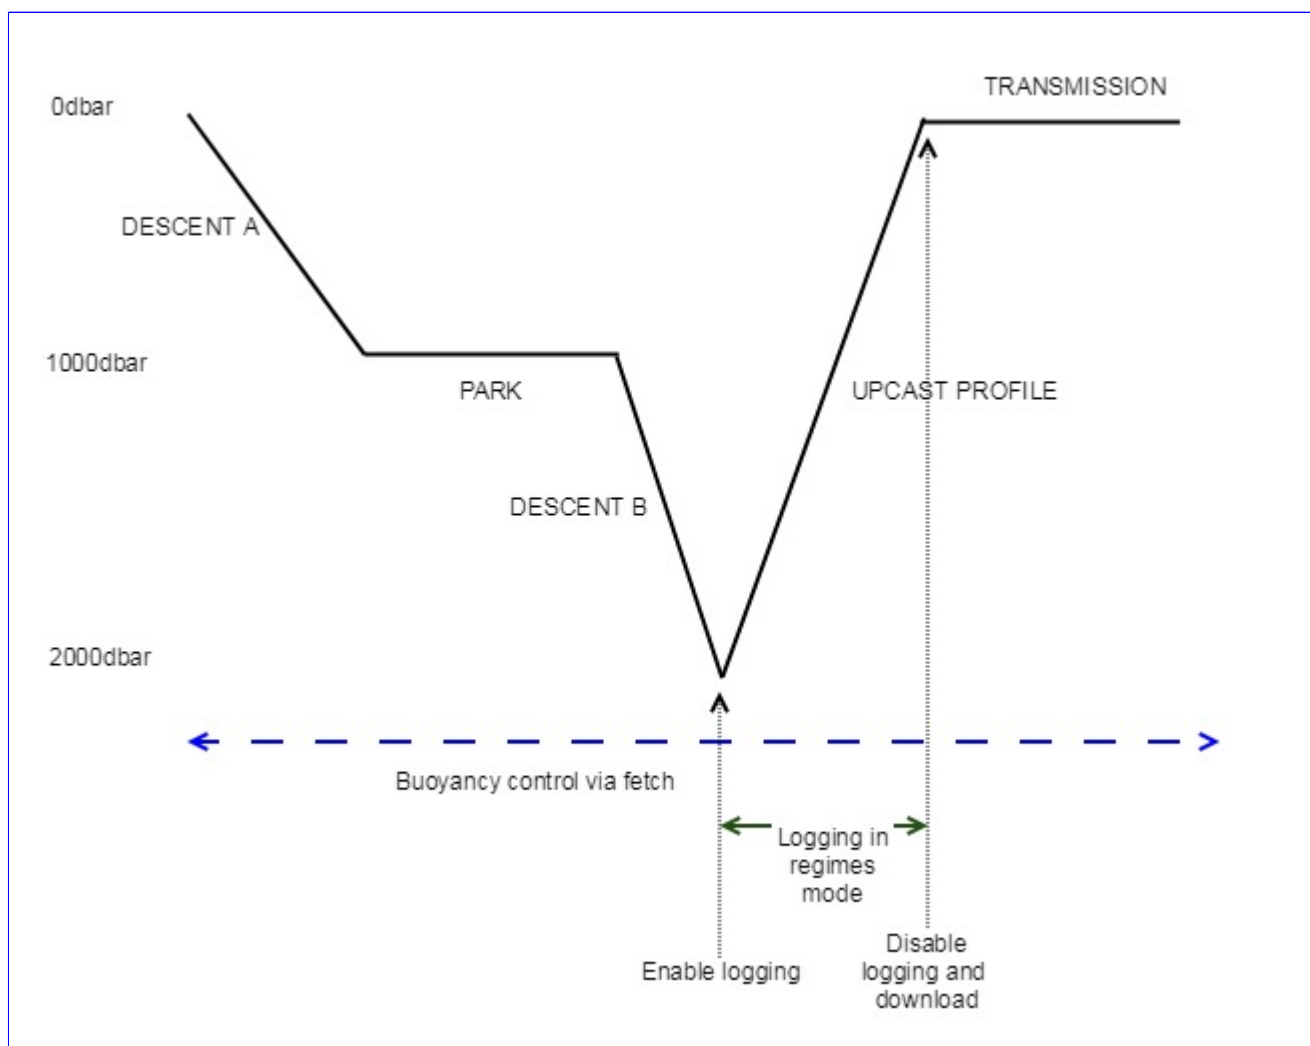 TRANSMISSION
0dbar
DESCENT A
1000dbar
PARK
UPCAST PROFILE
DESCENT B
2000dbar
Buoyancy control via fetch
Logging in
regimes
mode
Enable logging
Disable
logging and
download